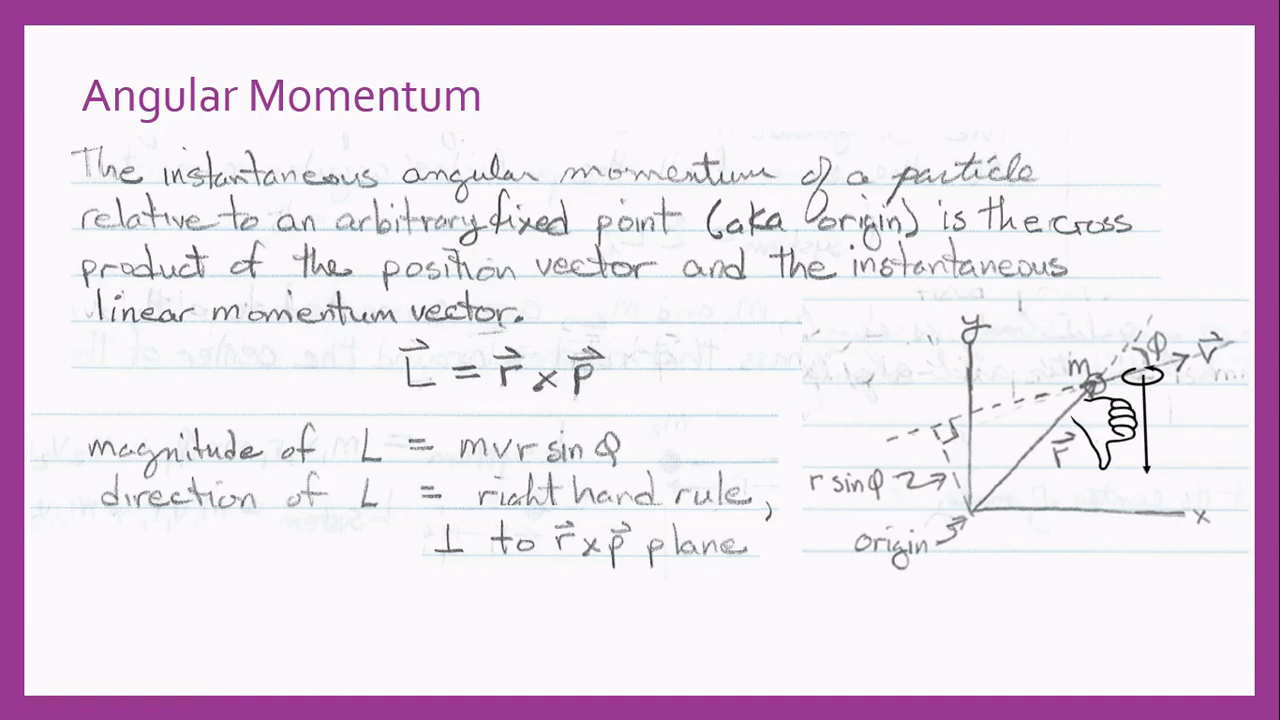 Angular Momentum
The instantaneous angular momentum of a particle
relative to an arbitrary fixed point (aka origin) is the cross
product of the position vector and the instantaneous
linear momentum vector.
L⃗ = r⃗ × p⃗
magnitude of L = mvr sin φ
direction of L = right hand rule,
⊥ to r⃗ × p⃗ plane
y
m
φ
v⃗
r⃗
r sinφ
x
origin